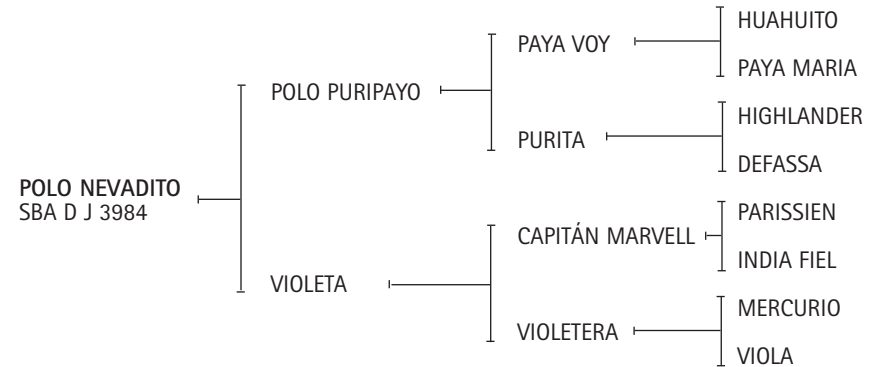 POLO NEVADITO
SBA D J 3984
POLO PURIPAYO
VIOLETA
PAYA VOY
PURITA
CAPITÁN MARVELL
VIOLETERA
HUAHUITO
PAYA MARIA
HIGHLANDER
DEFASSA
PARISSIEN
INDIA FIEL
MERCURIO
VIOLA